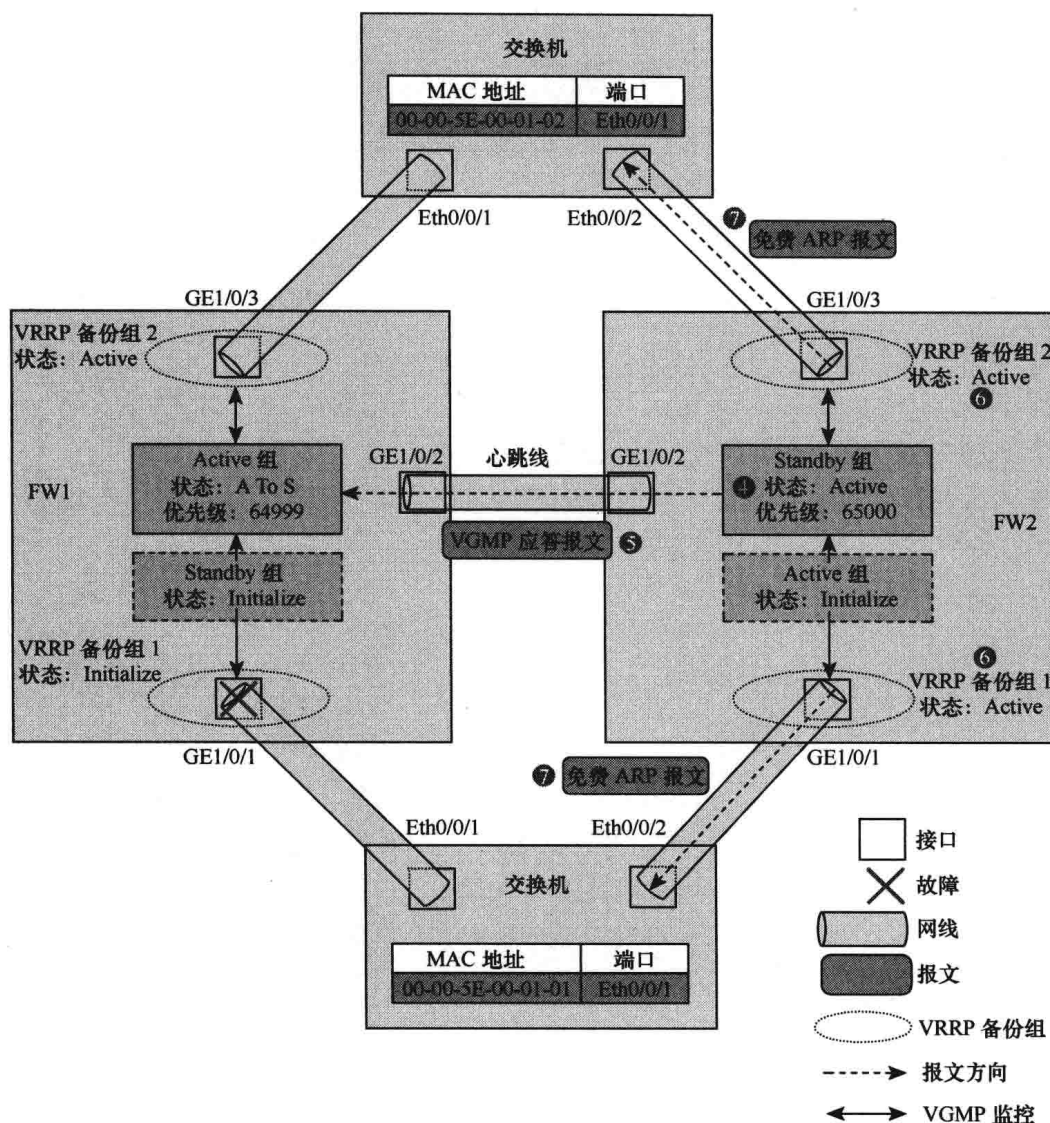 交换机
MAC 地址 端口
00-00-5E-00-01-02 Eth0/0/1
Eth0/0/1 Eth0/0/2
❼ 免费 ARP 报文
GE1/0/3 GE1/0/3
VRRP 备份组 2
状态：Active
VRRP 备份组 2
状态：Active
❻
FW1
Active 组
状态：A To S
优先级：64999
GE1/0/2 心跳线 GE1/0/2
VGMP 应答报文 ❺
Standby 组
❹ 状态：Active
优先级：65000
FW2
Standby 组
状态：Initialize
Active 组
状态：Initialize
VRRP 备份组 1
状态：Initialize
❻
VRRP 备份组 1
状态：Active
GE1/0/1 GE1/0/1
❼ 免费 ARP 报文
Eth0/0/1 Eth0/0/2
交换机
MAC 地址 端口
00-00-5E-00-01-01 Eth0/0/1
接口
故障
网线
报文
VRRP 备份组
报文方向
VGMP 监控